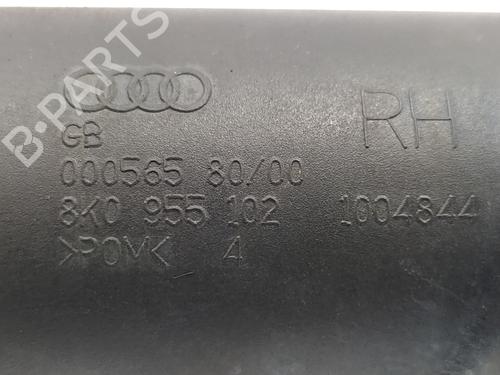 B-PARTS
GB
RH
000565 80/00
8K0 955 102 1004844
>POM< 4